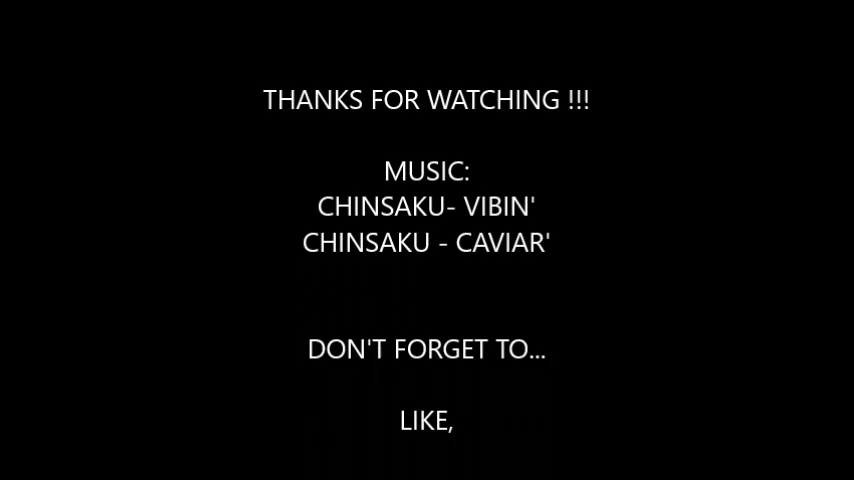 THANKS FOR WATCHING !!!
MUSIC:
CHINSAKU- VIBIN'
CHINSAKU - CAVIAR'
DON'T FORGET TO...
LIKE,